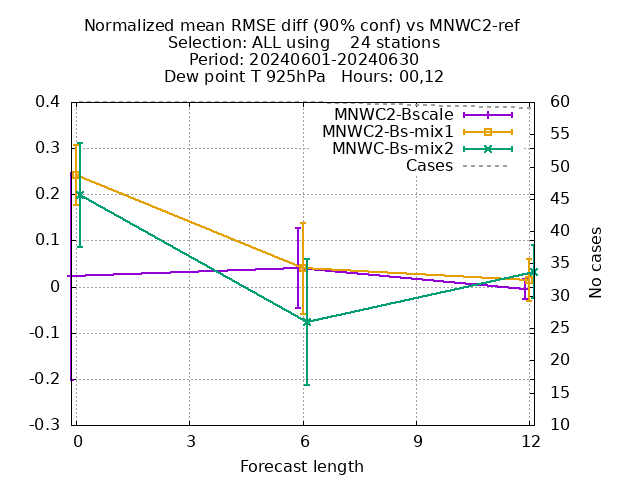 Normalized mean RMSE diff (90% conf) vs MNWC2-ref
Selection: ALL using    24 stations
Period: 20240601-20240630
Dew point T 925hPa   Hours: 00,12
0.4
0.3
0.2
0.1
0
-0.1
-0.2
-0.3
MNWC2-Bscale
MNWC2-Bs-mix1
MNWC-Bs-mix2
Cases
60
55
50
45
40
35
30
25
20
15
10
No cases
0
3
6
9
12
Forecast length